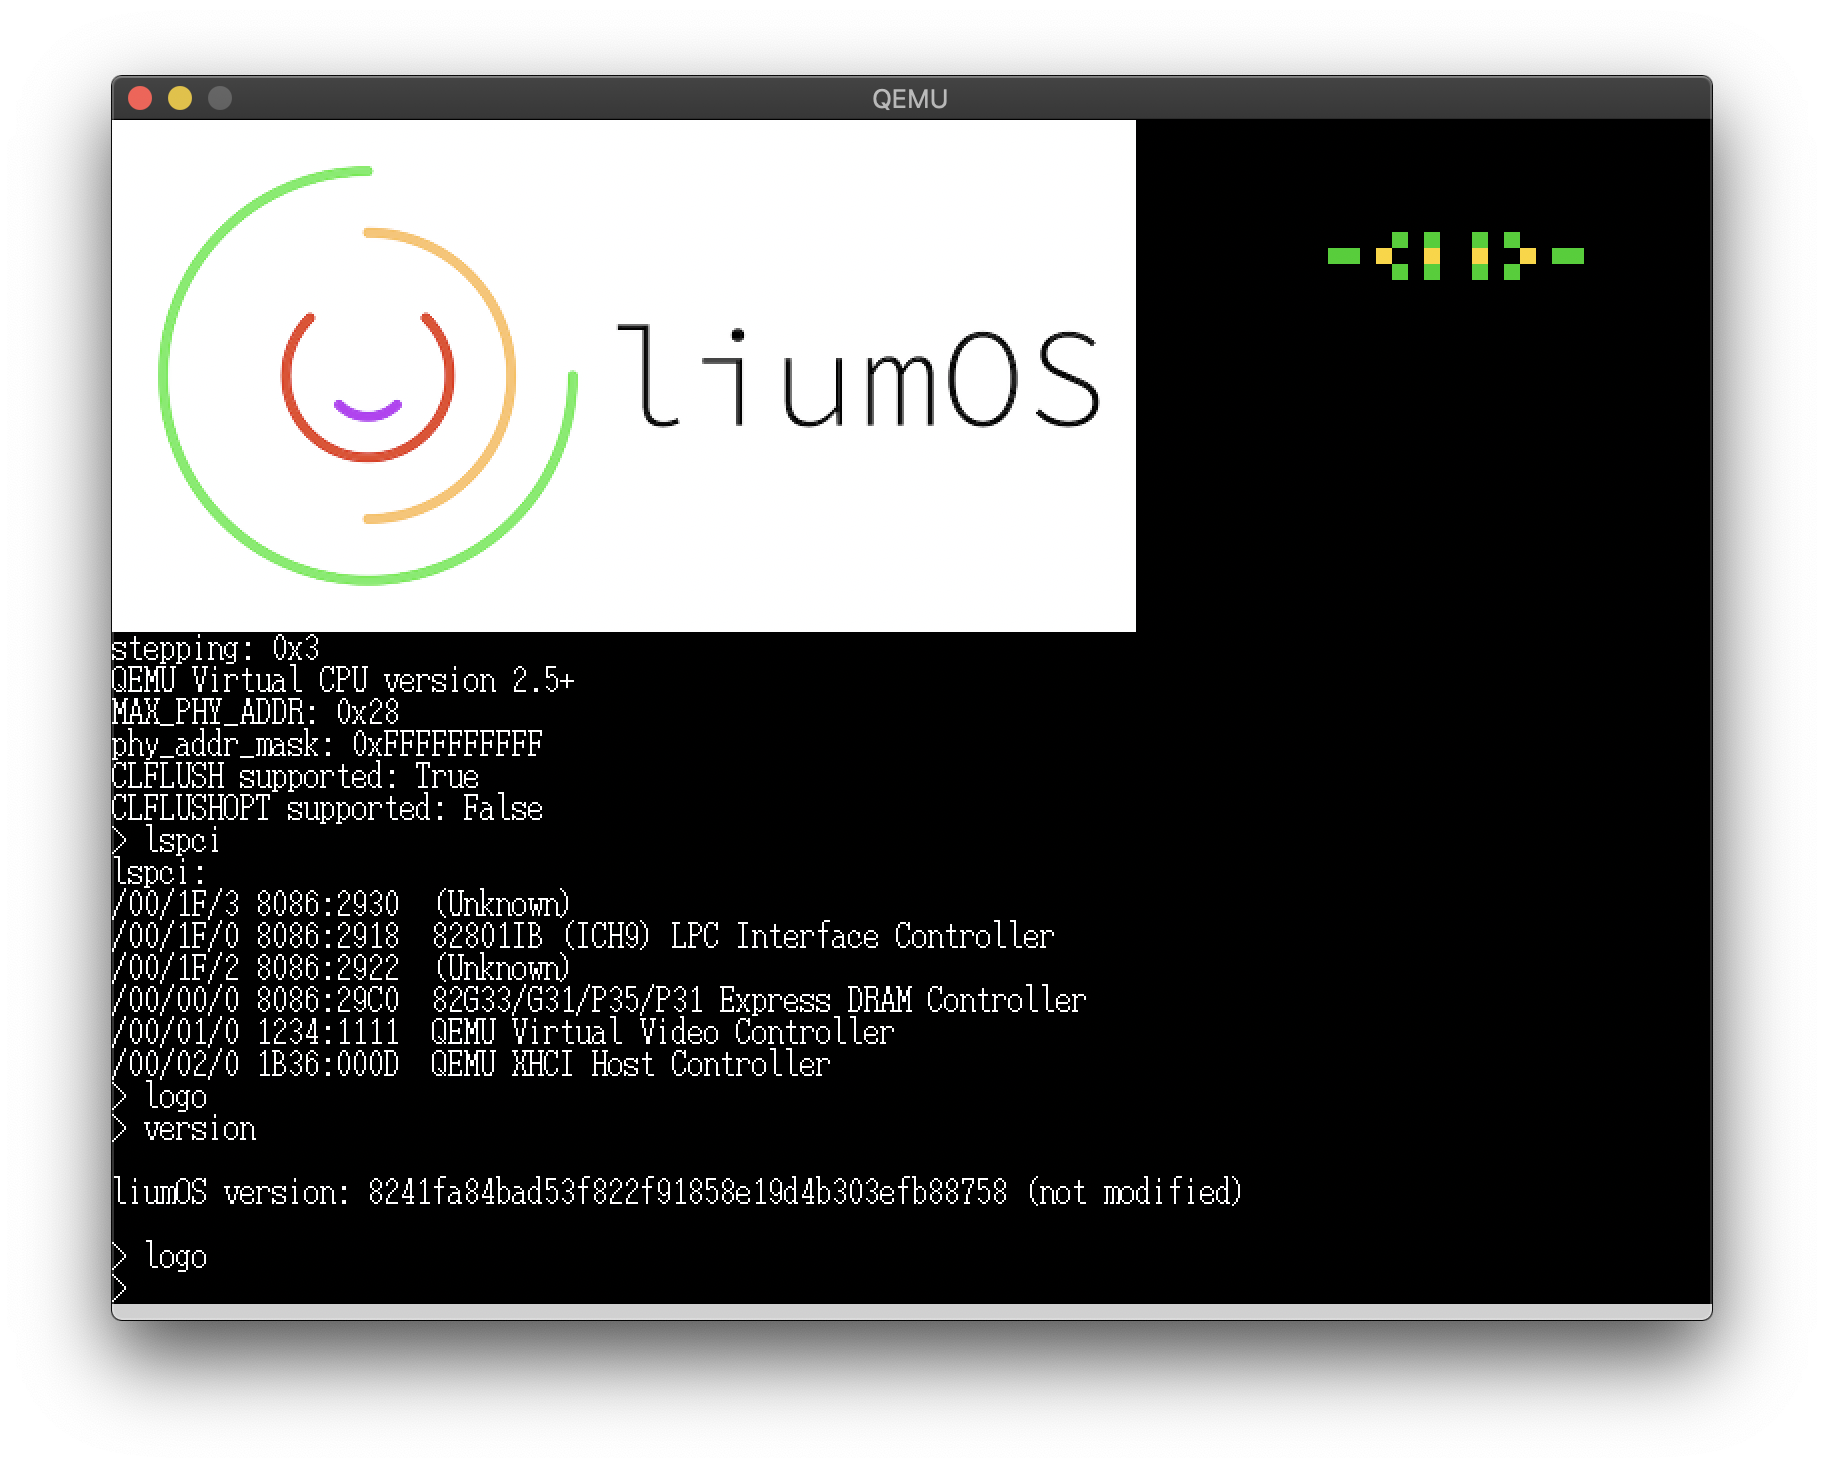 QEMU
liumOS
stepping: 0x3
QEMU Virtual CPU version 2.5+
MAX_PHY_ADDR: 0x28
phy_addr_mask: 0xFFFFFFFFFF
CLFLUSH supported: True
CLFLUSHOPT supported: False
> lspci
lspci:
/00/1F/3 8086:2930  (Unknown)
/00/1F/0 8086:2918  82801IB (ICH9) LPC Interface Controller
/00/1F/2 8086:2922  (Unknown)
/00/00/0 8086:29C0  82G33/G31/P35/P31 Express DRAM Controller
/00/01/0 1234:1111  QEMU Virtual Video Controller
/00/02/0 1B36:000D  QEMU XHCI Host Controller
> logo
> version
liumOS version: 8241fa84bad53f822f91858e19d4b303efb88758 (not modified)
> logo
>